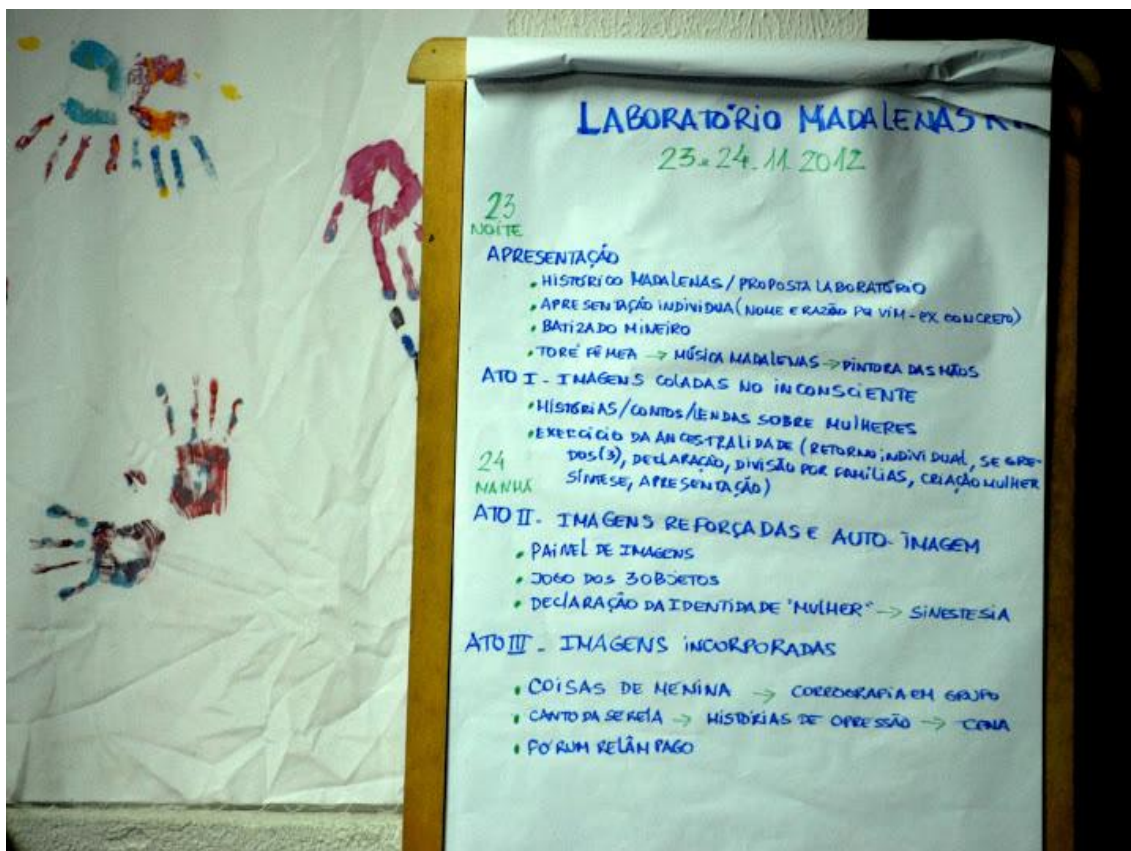 LABORATÓRIO MADALENAS
23 e 24.11.2012
23
NOITE
APRESENTAÇÃO
• HISTÓRICO MADALENAS / PROPOSTA LABORATÓRIO
• APRESENTAÇÃO INDIVIDUA (NOME E RAZÃO PQ VIM - EX CONCRETO)
• BATIZADO MINEIRO
• TORÉ FÊMEA → MÚSICA MADALENAS → PINTURA DAS MÃOS
ATO I - IMAGENS COLADAS NO INCONSCIENTE
• HISTÓRIAS/CONTOS/LENDAS SOBRE MULHERES
• EXERCÍCIO DA ANCESTRALIDADE (RETORNO INDIVIDUAL, SEGRE-
DOS(3), DECLARAÇÃO, DIVISÃO POR FAMÍLIAS, CRIAÇÃO MULHER
SÍNTESE, APRESENTAÇÃO)
24
MANHÃ
ATO II - IMAGENS REFORÇADAS E AUTO-IMAGEM
• PAINEL DE IMAGENS
• JOGO DOS 3 OBJETOS
• DECLARAÇÃO DA IDENTIDADE "MULHER" → SINESTESIA
ATO III - IMAGENS INCORPORADAS
• COISAS DE MENINA → COREOGRAFIA EM GRUPO
• CANTO DA SEREIA → HISTÓRIAS DE OPRESSÃO → CENA
• FÓRUM RELÂMPAGO